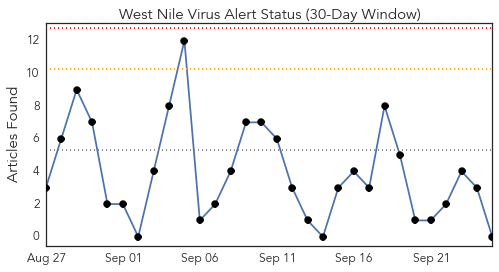 West Nile Virus Alert Status (30-Day Window)
Articles Found
12
10
8
6
4
2
0
Aug 27 Sep 01 Sep 06 Sep 11 Sep 16 Sep 21